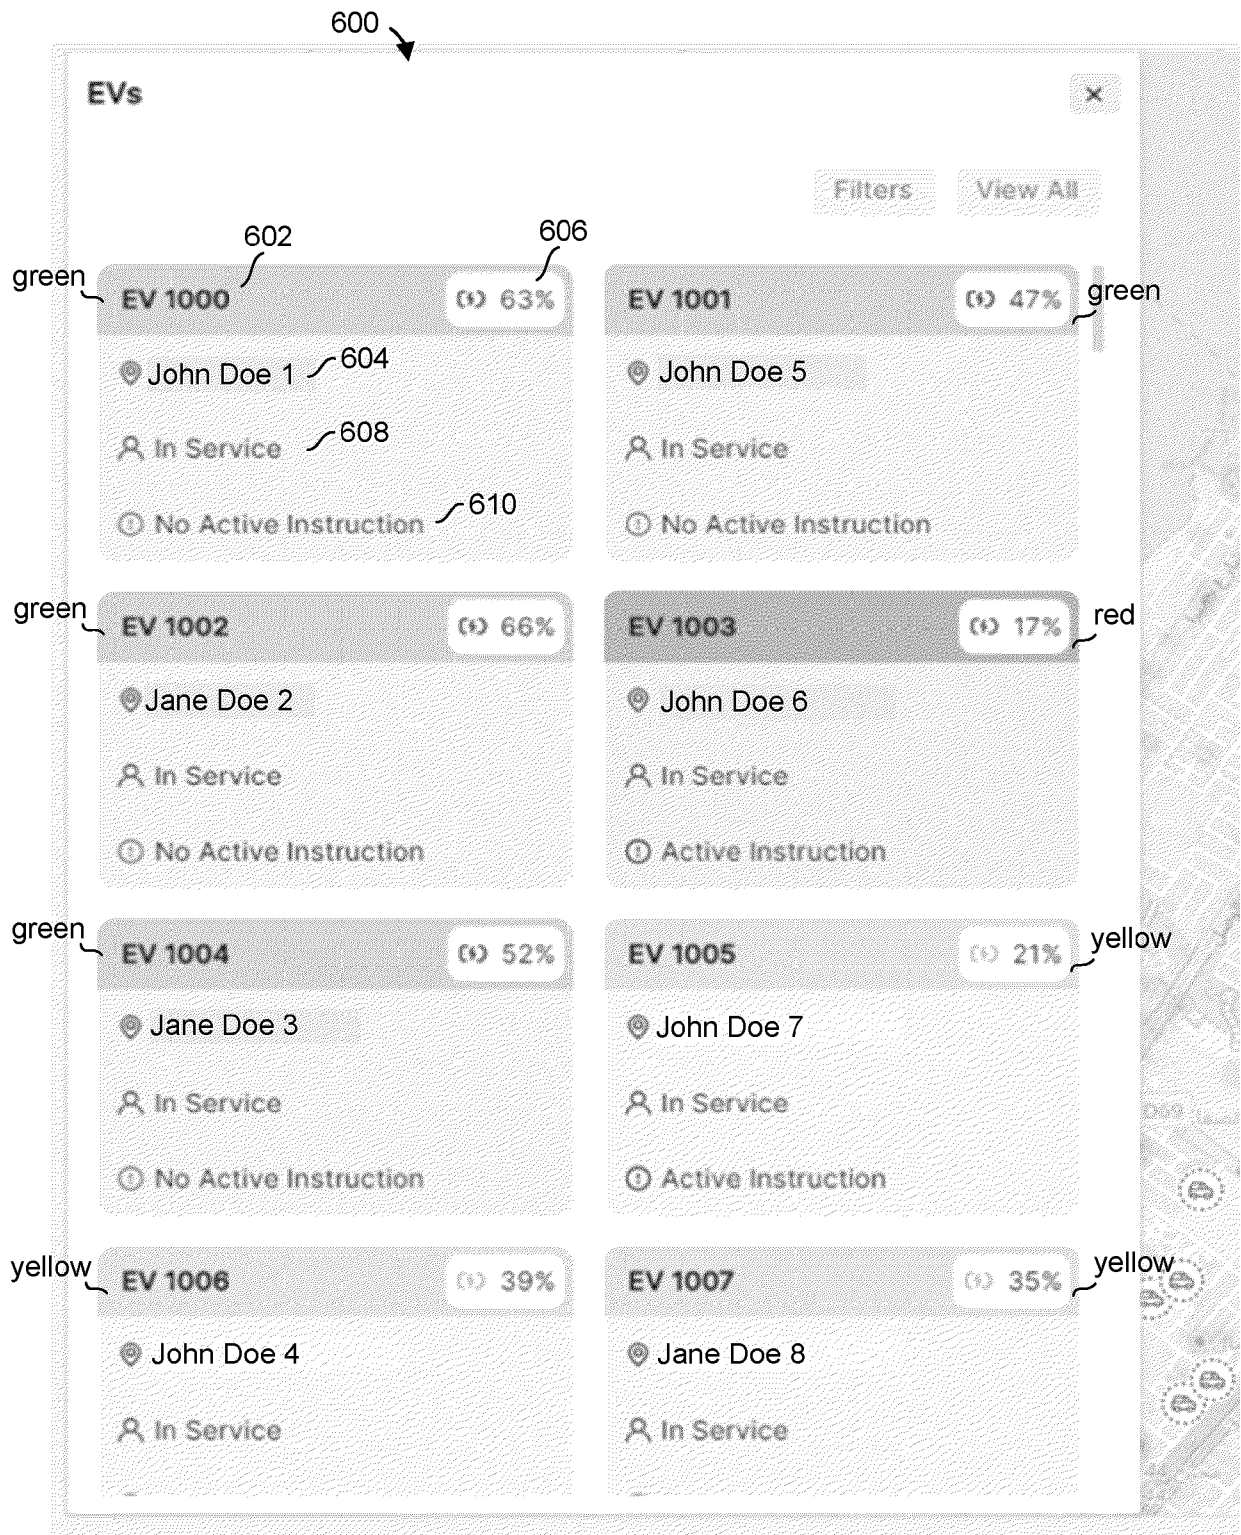 600
EVs
×
Filters View All
602 606
green EV 1000 63% EV 1001 47% green
John Doe 1 604 John Doe 5
In Service 608 In Service
No Active Instruction 610 No Active Instruction
green EV 1002 66% EV 1003 17% red
Jane Doe 2 John Doe 6
In Service In Service
No Active Instruction Active Instruction
green EV 1004 52% EV 1005 21% yellow
Jane Doe 3 John Doe 7
In Service In Service
D69
No Active Instruction Active Instruction
yellow EV 1006 39% EV 1007 35% yellow
John Doe 4 Jane Doe 8
In Service In Service